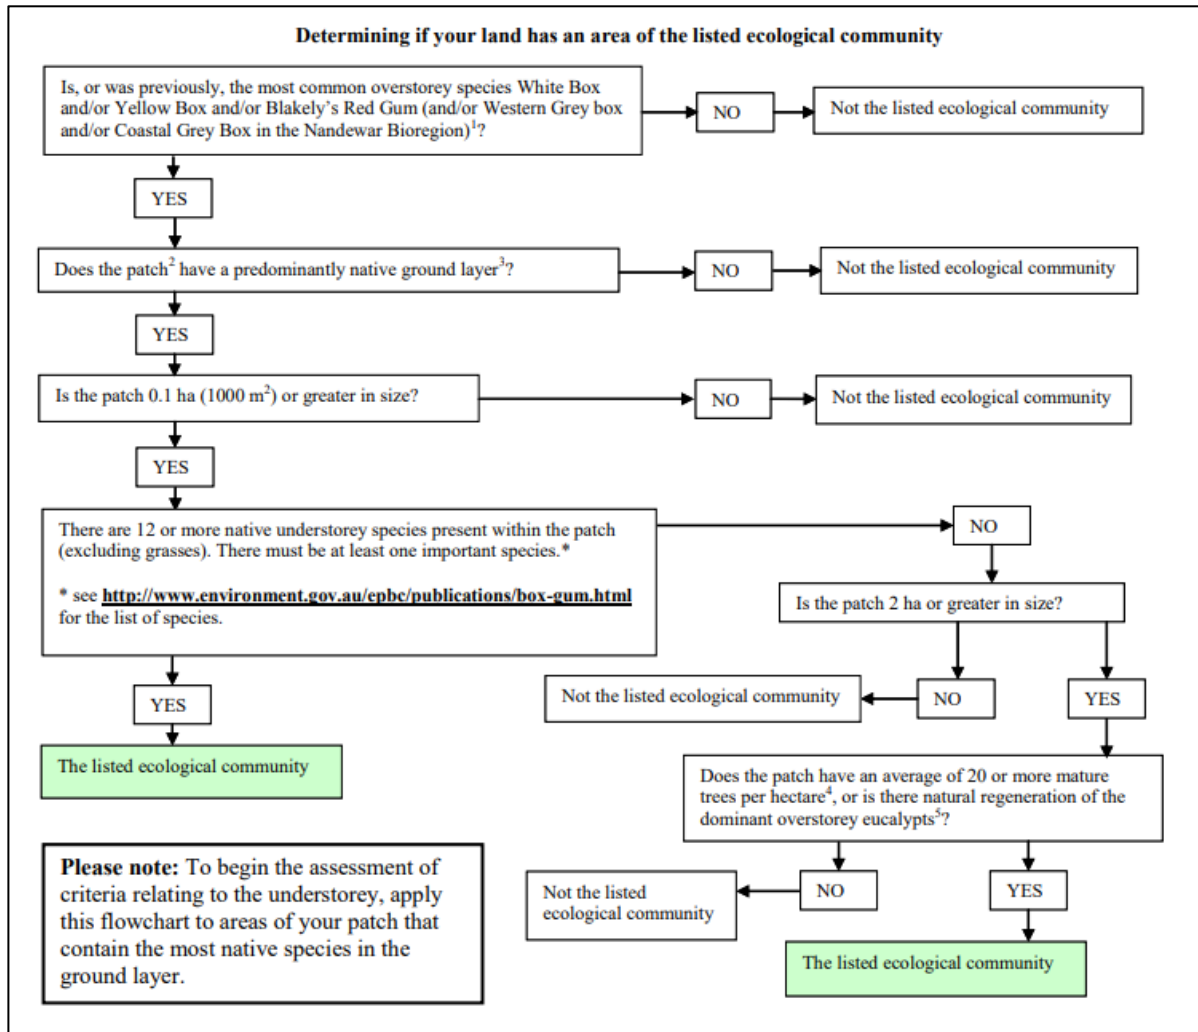 Determining if your land has an area of the listed ecological community
Is, or was previously, the most common overstorey species White Box
and/or Yellow Box and/or Blakely's Red Gum (and/or Western Grey box
and/or Coastal Grey Box in the Nandewar Bioregion)¹?
NO
Not the listed ecological community
YES
Does the patch² have a predominantly native ground layer³?
NO
Not the listed ecological community
YES
Is the patch 0.1 ha (1000 m²) or greater in size?
NO
Not the listed ecological community
YES
There are 12 or more native understorey species present within the patch
(excluding grasses). There must be at least one important species.*
* see http://www.environment.gov.au/epbc/publications/box-gum.html
for the list of species.
NO
Is the patch 2 ha or greater in size?
YES
The listed ecological community
Not the listed ecological community
NO
YES
Does the patch have an average of 20 or more mature
trees per hectare⁴, or is there natural regeneration of the
dominant overstorey eucalypts⁵?
Not the listed
ecological community
NO
YES
The listed ecological community
Please note: To begin the assessment of
criteria relating to the understorey, apply
this flowchart to areas of your patch that
contain the most native species in the
ground layer.